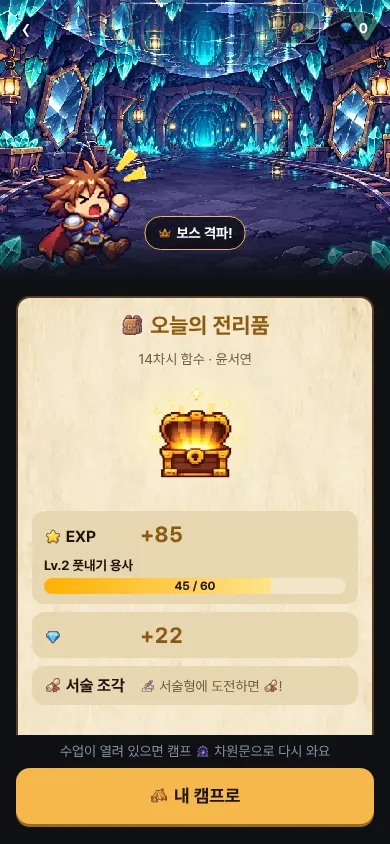 0
보스 격파!
오늘의 전리품
14차시 함수 · 윤서연
EXP +85
Lv.2 풋내기 용사
45 / 60
+22
서술 조각 서술형에 도전하면 !
수업이 열려 있으면 캠프 차원문으로 다시 와요
내 캠프로